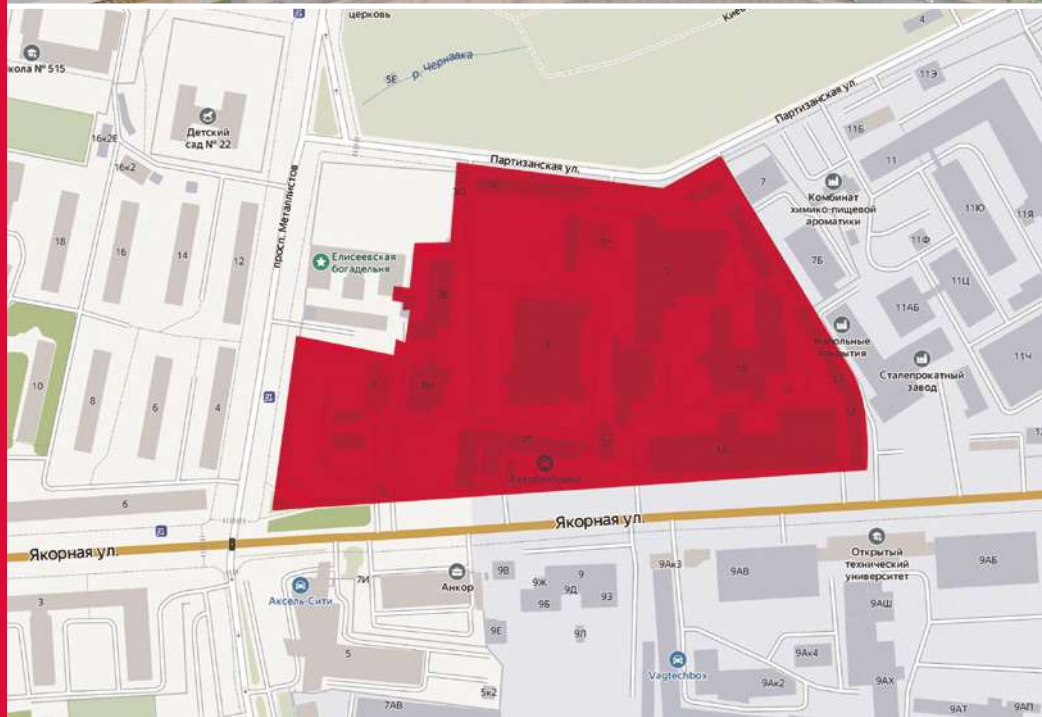 церковь
Киев
4
кола № 515
5Е
р. Чернавка
11Э
Партизанская ул.
Детский
сад № 22
16к2Е
11Б
16к2
Партизанская ул.
11
7
Комбинат
химико-пищевой
ароматики
11Ю
11Я
просп. Металлистов
18
16
14
12
Елисеевская
богадельня
7Б
11Ф
11Ц
11АБ
Напольные
покрытия
Сталепрокатный
завод
11Ч
10
8
6
4
6
Якорная ул.
Якорная ул.
Открытый
технический
университет
3
7И
Анкор
9В
9Ж
9
9Д
9Б
93
9Ак3
9АВ
9АБ
Аксель-Сити
9Е
9Л
9АШ
5
Vagtechbox
9Ак4
9Ак2
9АХ
5к2
7АВ
9АТ
9АП